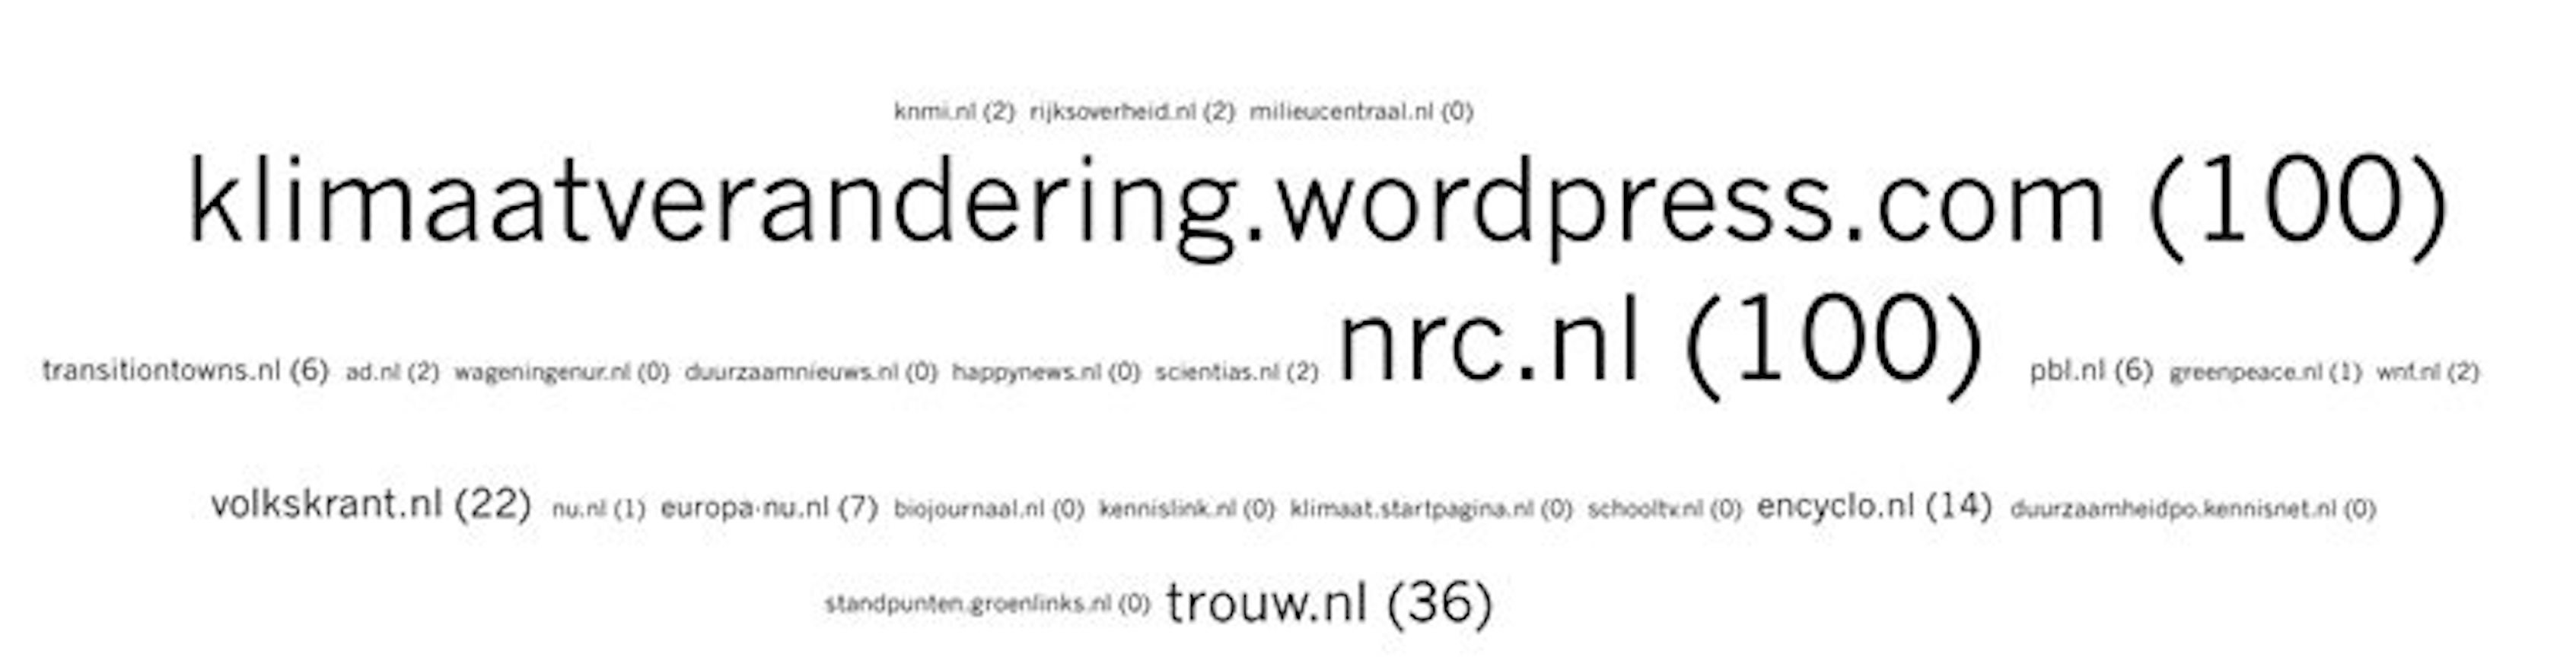 knmi.nl (2) rijksoverheid.nl (2) milieucentraal.nl (0)
klimaatverandering.wordpress.com (100)
transitiontowns.nl (6) ad.nl (2) wageningenur.nl (0) duurzaamnieuws.nl (0) happynews.nl (0) scientias.nl (2) nrc.nl (100) pbl.nl (6) greenpeace.nl (1) wnf.nl (2)
volkskrant.nl (22) nu.nl (1) europa-nu.nl (7) biojournaal.nl (0) kennislink.nl (0) klimaat.startpagina.nl (0) schooltv.nl (0) encyclo.nl (14) duurzaamheidpo.kennisnet.nl (0)
standpunten.groenlinks.nl (0) trouw.nl (36)